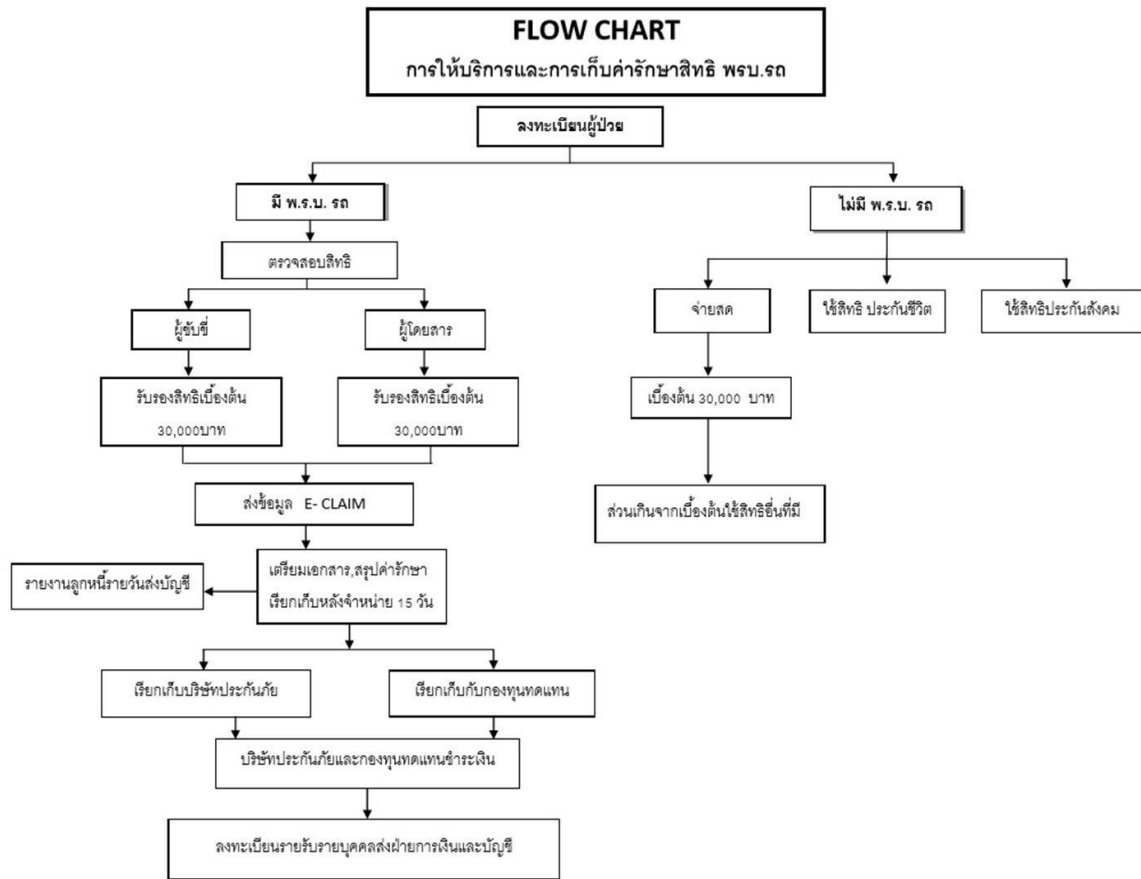 FLOW CHART
การให้บริการและการเก็บค่ารักษาสิทธิ พรบ.รถ
ลงทะเบียนผู้ป่วย
มี พ.ร.บ. รถ
ไม่มี พ.ร.บ. รถ
ตรวจสอบสิทธิ
ผู้ขับขี่
ผู้โดยสาร
จ่ายสด
ใช้สิทธิ ประกันชีวิต
ใช้สิทธิประกันสังคม
รับรองสิทธิเบื้องต้น
30,000บาท
รับรองสิทธิเบื้องต้น
30,000บาท
เบื้องต้น 30,000 บาท
ส่งข้อมูล E- CLAIM
ส่วนเกินจากเบื้องต้นใช้สิทธิอื่นที่มี
รายงานลูกหนี้รายวันส่งบัญชี
เตรียมเอกสาร,สรุปค่ารักษา
เรียกเก็บหลังจำหน่าย 15 วัน
เรียกเก็บบริษัทประกันภัย
เรียกเก็บกับกองทุนทดแทน
บริษัทประกันภัยและกองทุนทดแทนชำระเงิน
ลงทะเบียนรายรับรายบุคคลส่งฝ่ายการเงินและบัญชี